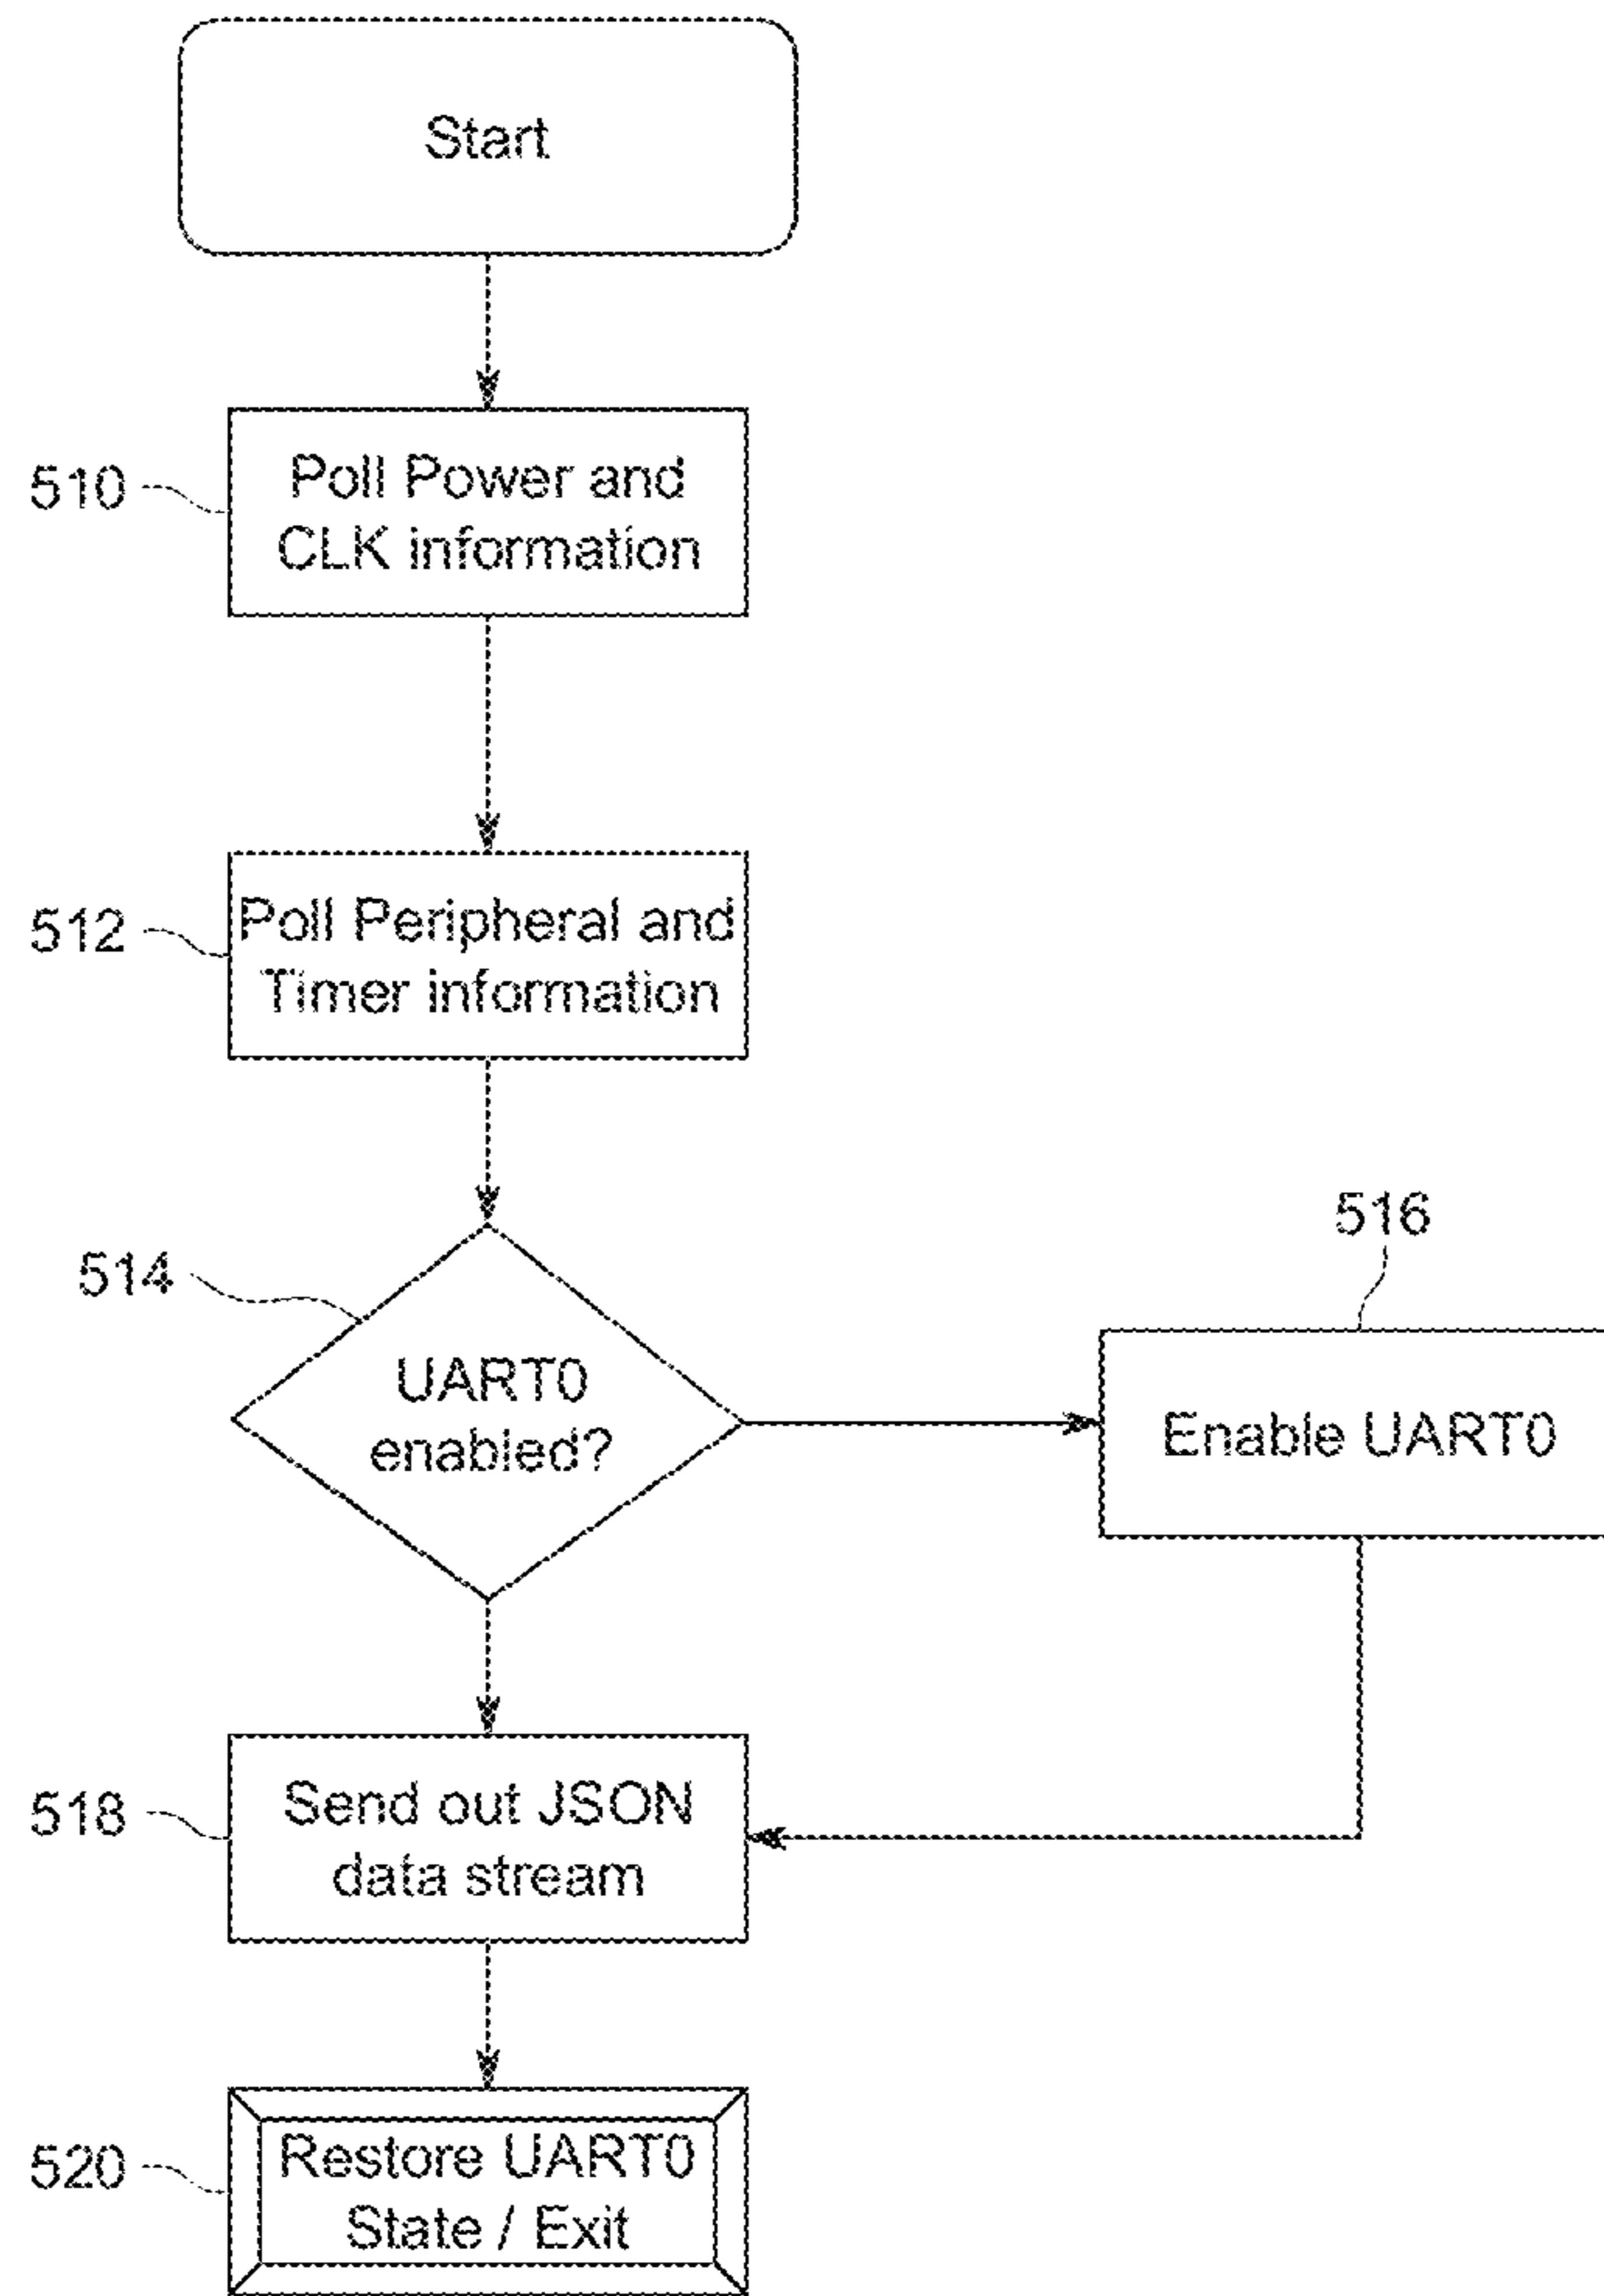 Start
510
Poll Power and
CLK information
512
Poll Peripheral and
Timer information
514
UART0
enabled?
516
Enable UART0
518
Send out JSON
data stream
520
Restore UART0
State / Exit